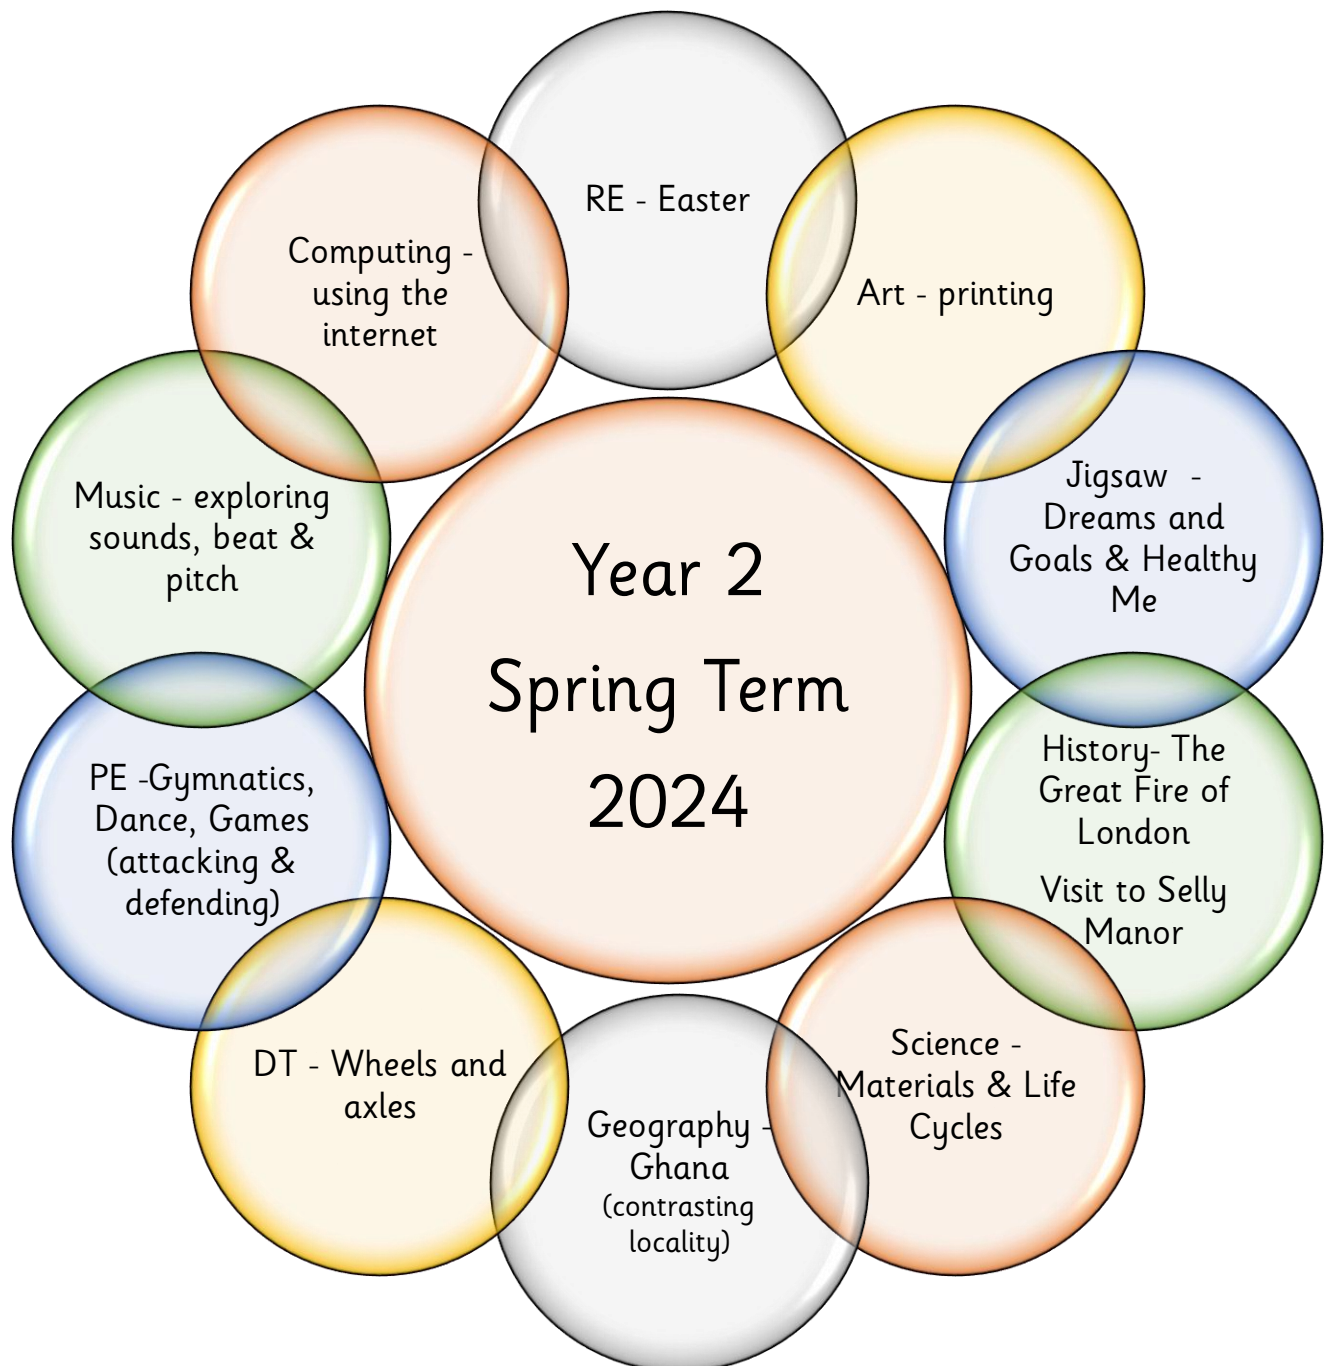 RE - Easter
Art - printing
Jigsaw  -
Dreams and
Goals & Healthy
Me
History- The
Great Fire of
London
Visit to Selly
Manor
Science -
Materials & Life
Cycles
Geography -
Ghana
(contrasting
locality)
DT - Wheels and
axles
PE -Gymnatics,
Dance, Games
(attacking &
defending)
Music - exploring
sounds, beat &
pitch
Computing -
using the
internet
Year 2
Spring Term
2024